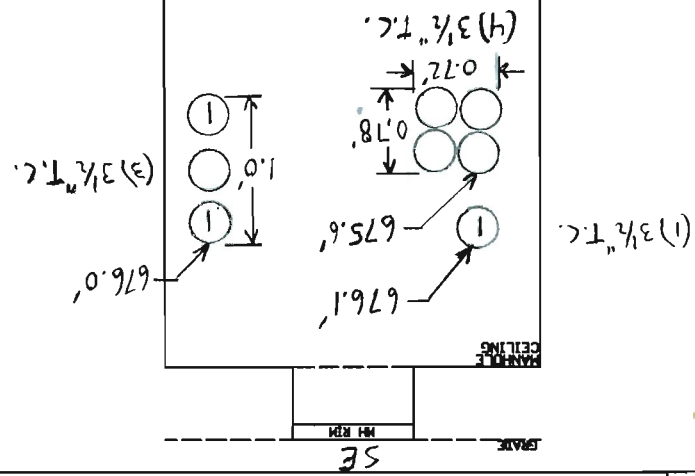 SE
GRADE
MH RIM
MANHOLE
CEILING
676.1'
676.0'
(1) 3½" T.C.
1
675.6'
1
1.0'
(3) 3½" T.C.
0.78'
1
0.72'
(4) 3½" T.C.